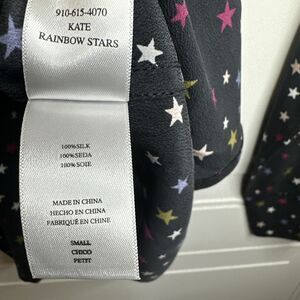 910-615-4070
KATE
RAINBOW STARS
100%SILK
100%SEDA
100%SOIE
MADE IN CHINA
HECHO EN CHINA
FABRIQUÉ EN CHINE
SMALL
CHICO
PETIT